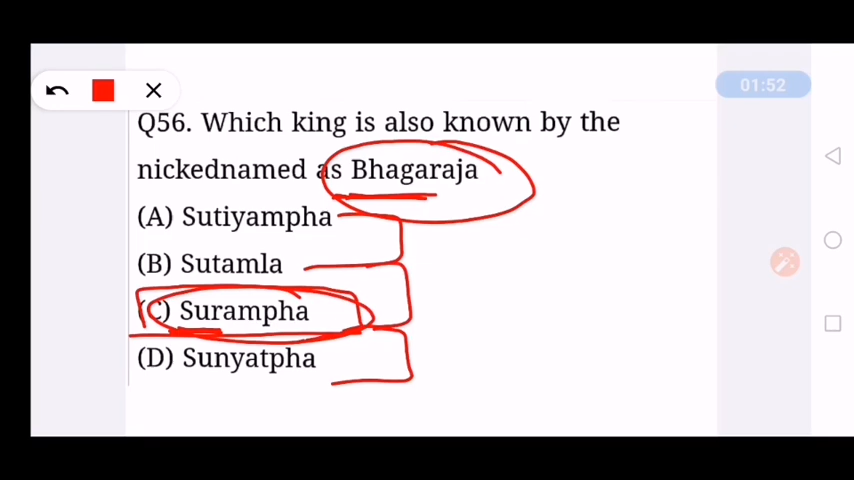 01:52
Q56. Which king is also known by the
nickednamed as Bhagaraja
(A) Sutiyampha
(B) Sutamla
(C) Surampha
(D) Sunyatpha